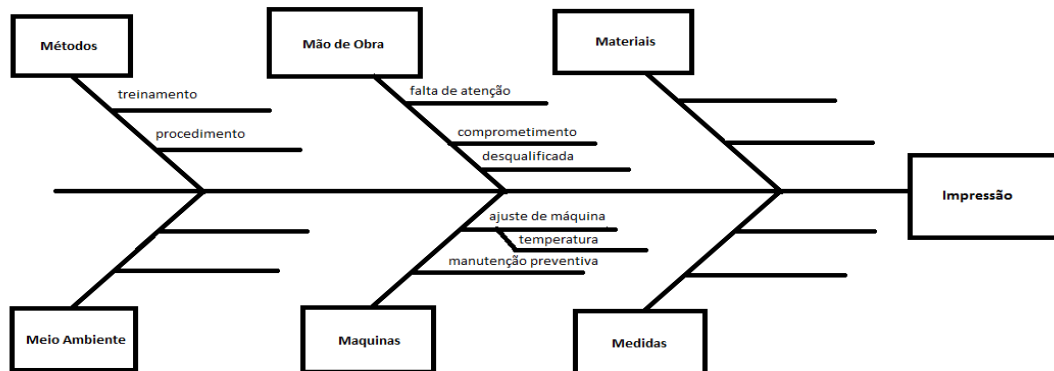 Métodos
Mão de Obra
Materiais
treinamento
procedimento
falta de atenção
comprometimento
desqualificada
Impressão
ajuste de máquina
temperatura
manutenção preventiva
Meio Ambiente
Maquinas
Medidas